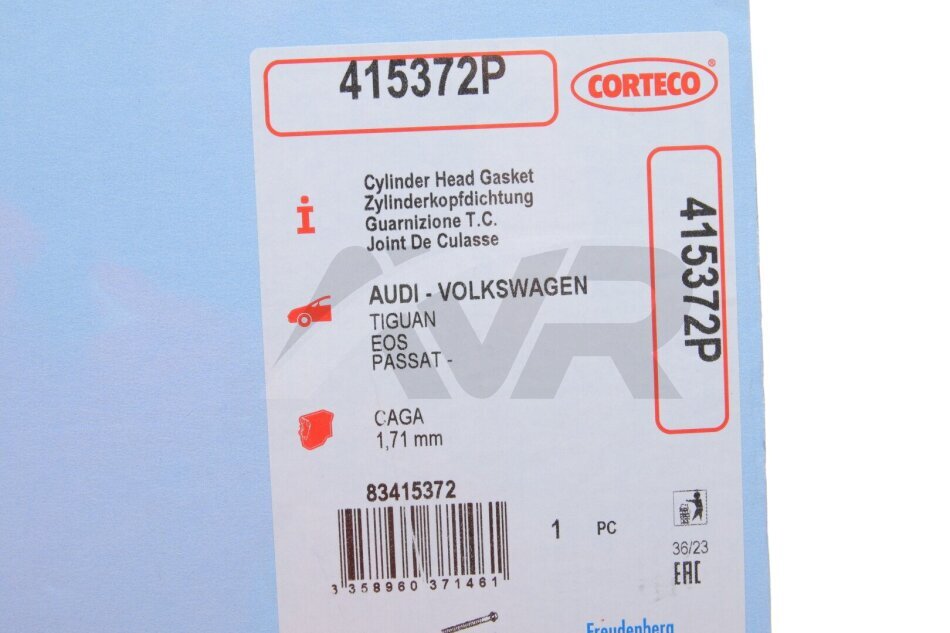 415372P
CORTECO®
415372P
Cylinder Head Gasket
Zylinderkopfdichtung
Guarnizione T.C.
Joint De Culasse
AUDI - VOLKSWAGEN
TIGUAN
EOS
PASSAT -
CAGA
1,71 mm
83415372
3 358960 371461
1 PC
36/23
EAC
Freudenberg
AVR